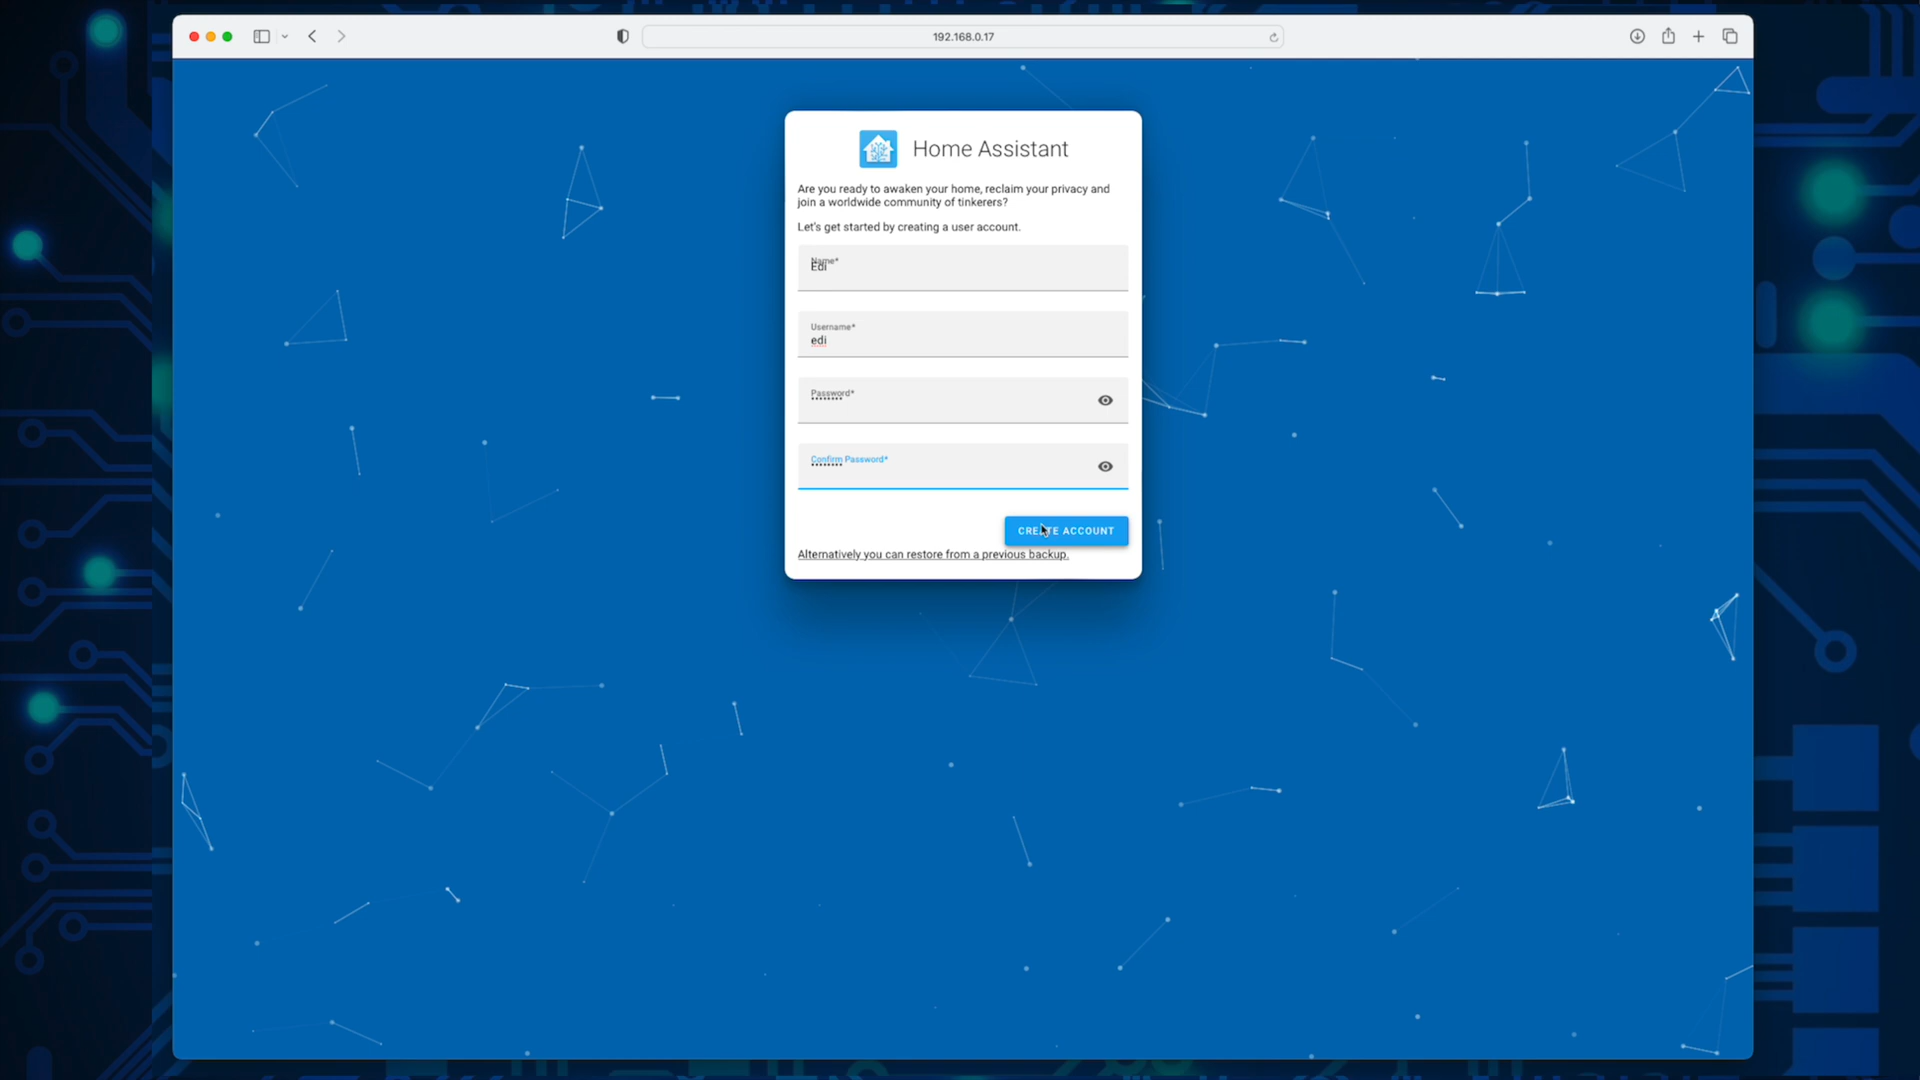 192.168.0.17
Home Assistant
Are you ready to awaken your home, reclaim your privacy and
join a worldwide community of tinkerers?
Let's get started by creating a user account.
Name*
Edi
Username*
edi
Password*
••••••••
Confirm Password*
••••••••
CREATE ACCOUNT
Alternatively you can restore from a previous backup.